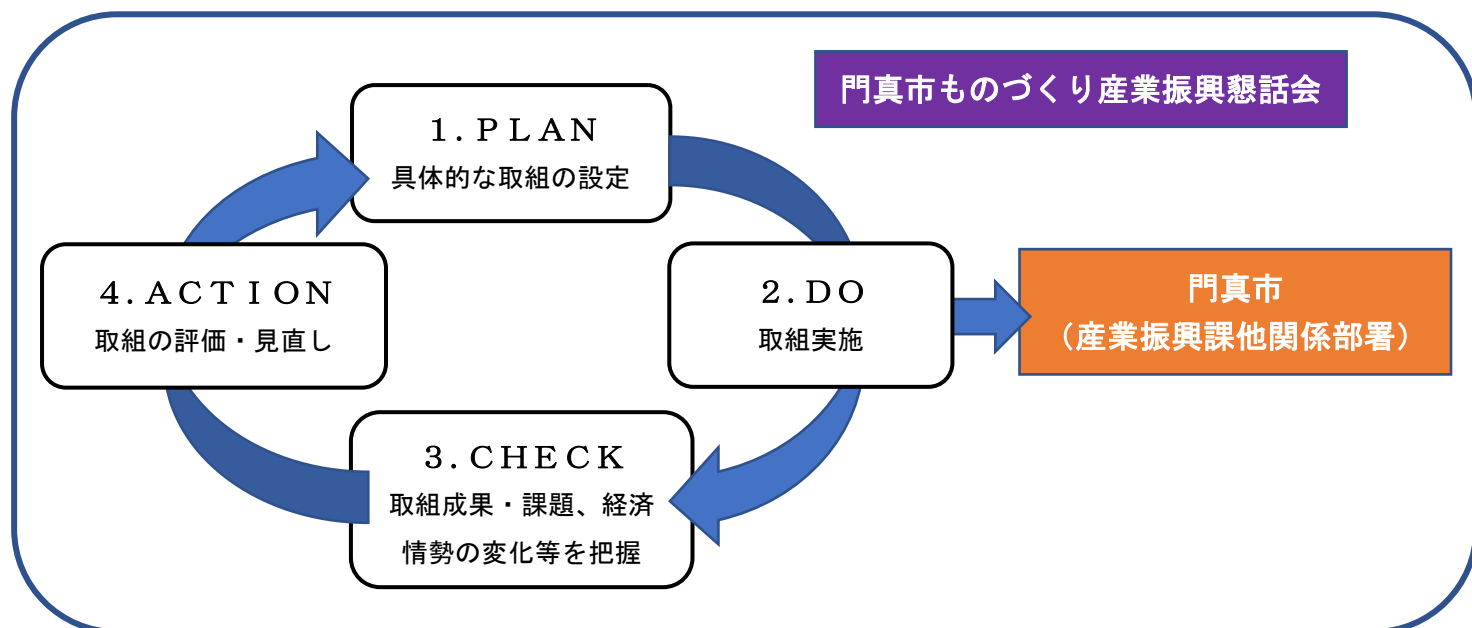 門真市ものづくり産業振興懇話会
１．ＰＬＡＮ
具体的な取組の設定
２．ＤＯ
取組実施
門真市
（産業振興課他関係部署）
３．ＣＨＥＣＫ
取組成果・課題、経済
情勢の変化等を把握
４．ＡＣＴＩＯＮ
取組の評価・見直し